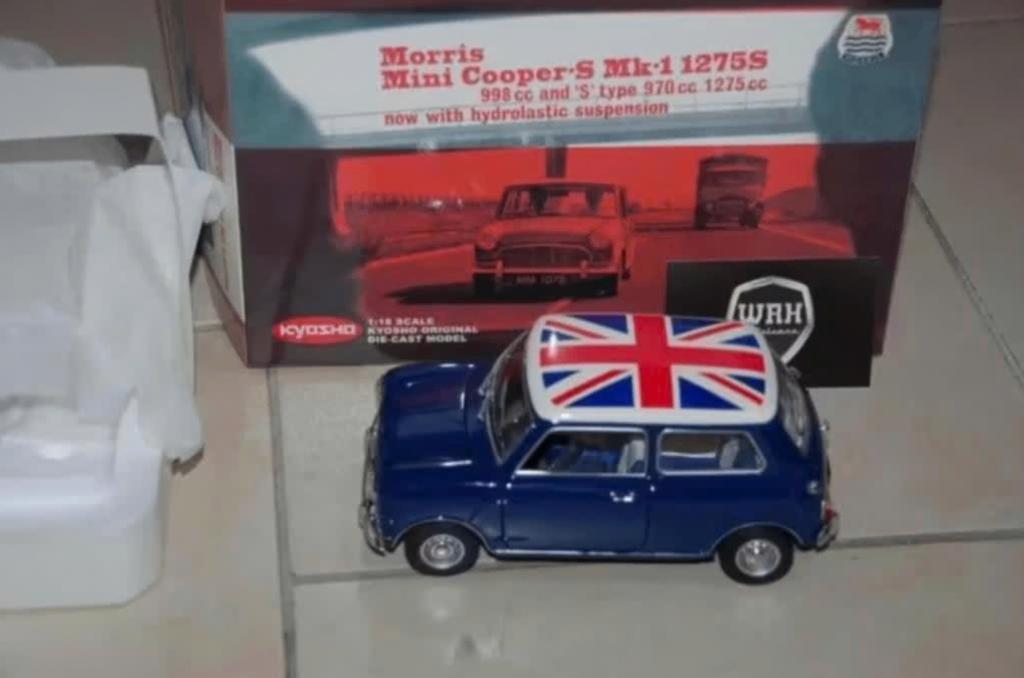 Morris
Mini Cooper·S Mk·1 1275S
998 cc and 'S' type 970 cc 1275 cc
now with hydrolastic suspension
KYOSHO
1:18 SCALE
KYOSHO ORIGINAL
DIE-CAST MODEL
WAH